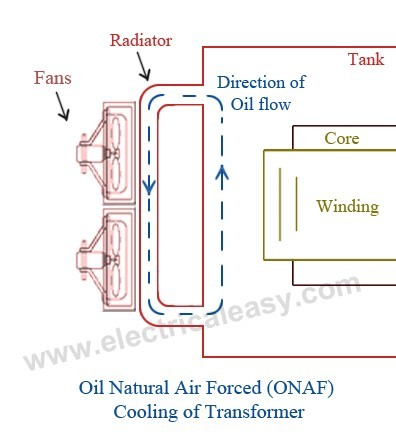 Radiator
Tank
Fans
Direction of
Oil flow
Core
Winding
www.electricaleasy.com
Oil Natural Air Forced (ONAF)
Cooling of Transformer